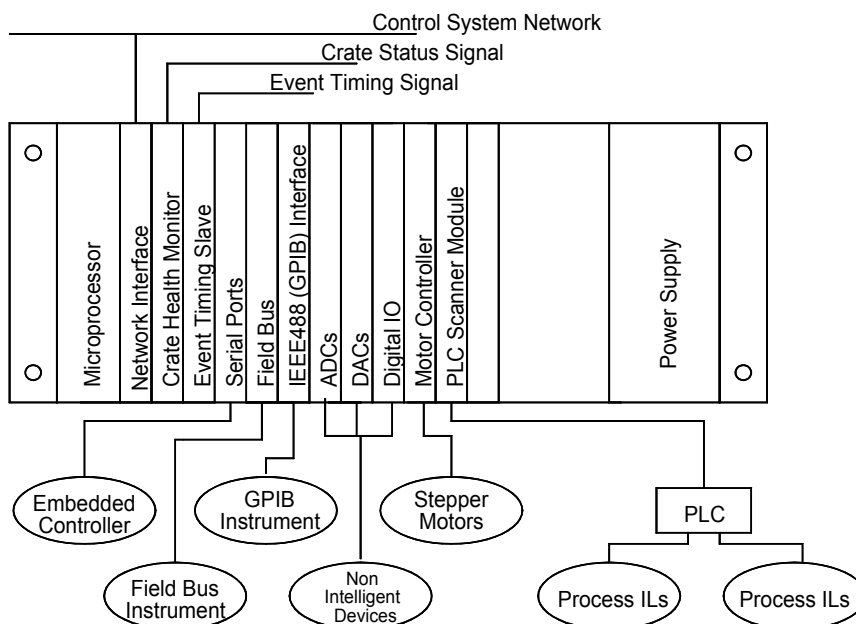 Control System Network
Crate Status Signal
Event Timing Signal
Microprocessor
Network Interface
Crate Health Monitor
Event Timing Slave
Serial Ports
Field Bus
IEEE488 (GPIB) Interface
ADCs
DACs
Digital IO
Motor Controller
PLC Scanner Module
Power Supply
Embedded
Controller
GPIB
Instrument
Stepper
Motors
PLC
Field Bus
Instrument
Non
Intelligent
Devices
Process ILs
Process ILs